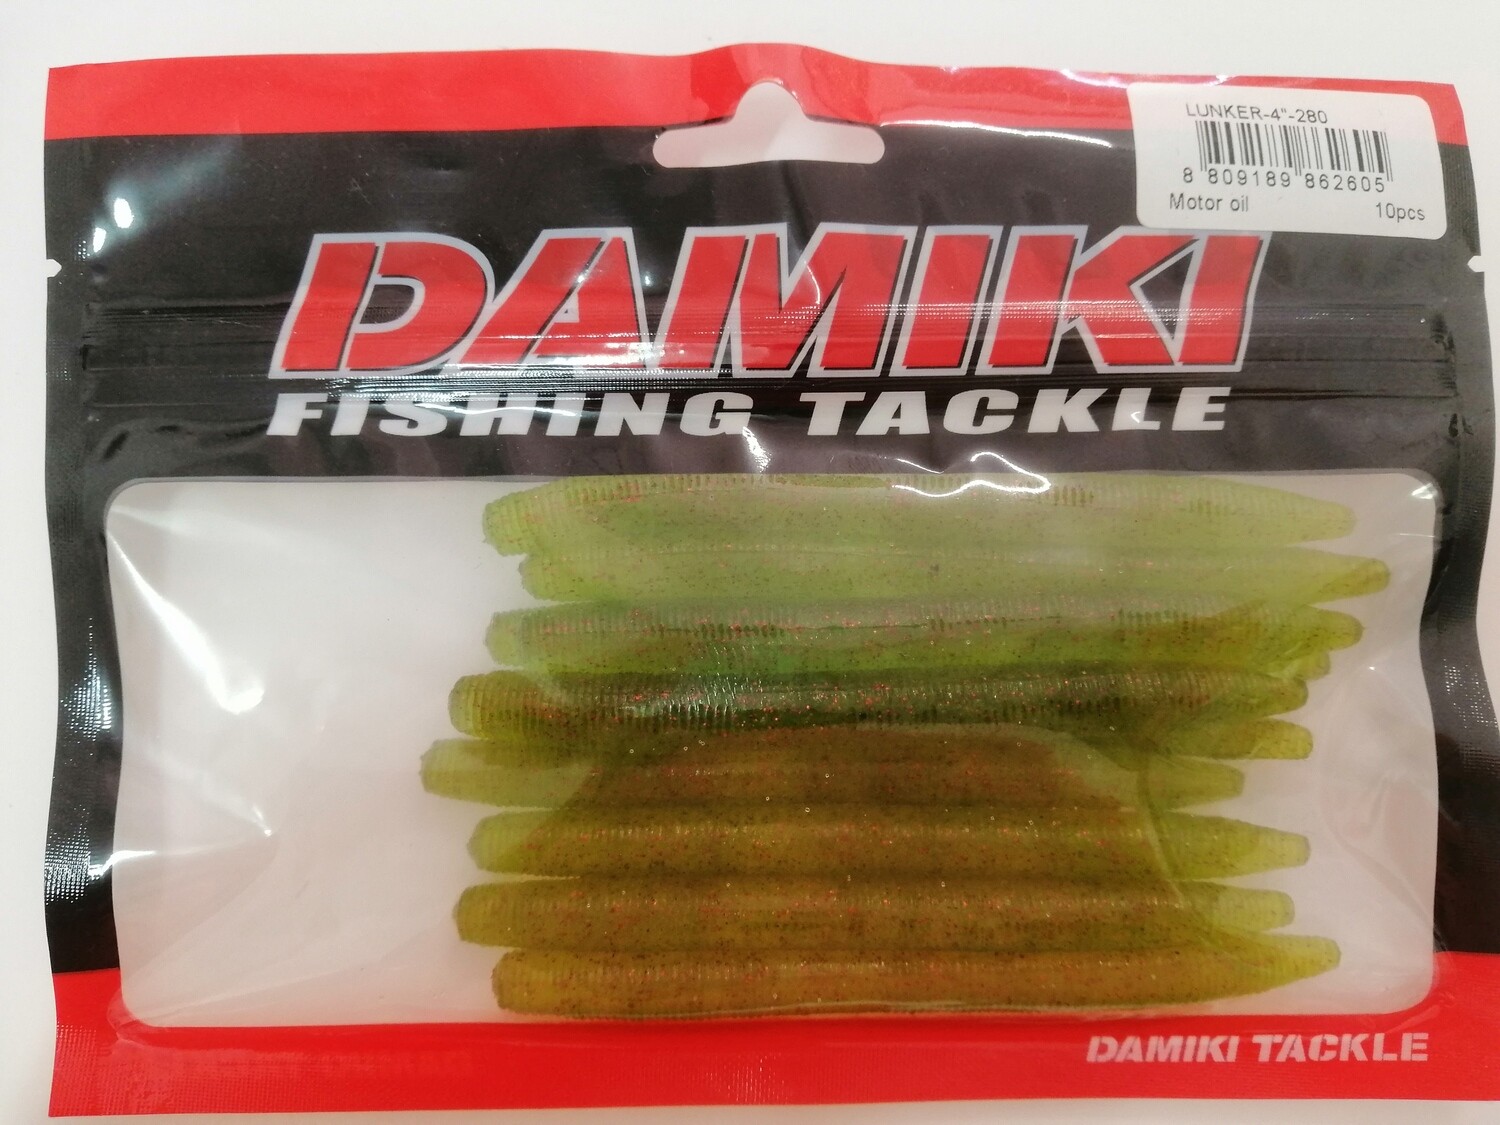 LUNKER-4"-280
8 809189 862605
Motor oil 10pcs
DAMIKI
FISHING TACKLE
DAMIKI TACKLE